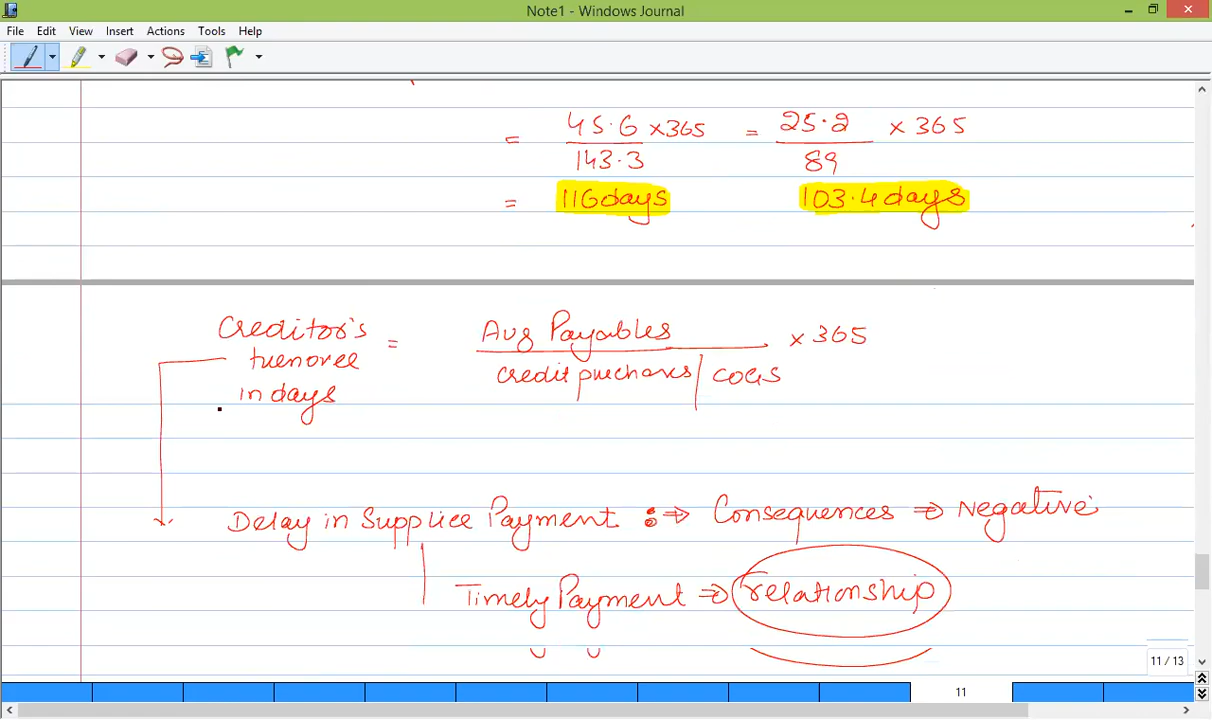 Note1 - Windows Journal
File Edit View Insert Actions Tools Help
45.6 x365 = 25.2 x 365
= 143.3 89
= 116days 103.4days
Creditor's
turnover
in days
= Avg Payables x 365
credit purchases | COGS
Delay in Supplier Payment :⇒ Consequences ⇒ Negative
Timely Payment ⇒ relationship
11 / 13
11